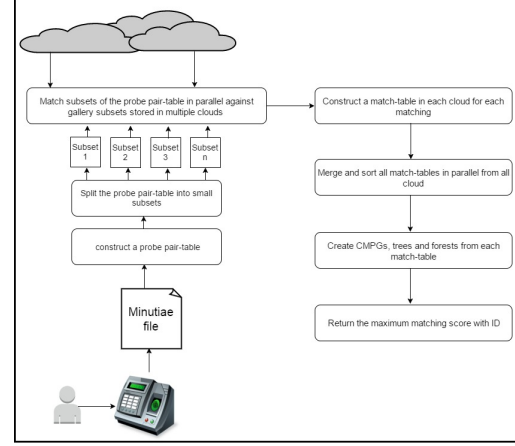 Match subsets of the probe pair-table in parallel against
gallery subsets stored in multiple clouds
Construct a match-table in each cloud for each
matching
Subset
1
Subset
2
Subset
3
Subset
n
Merge and sort all match-tables in parallel from all
cloud
Split the probe pair-table into small
subsets
construct a probe pair-table
Create CMPGs, trees and forests from each
match-table
Minutiae
file
Return the maximum matching score with ID